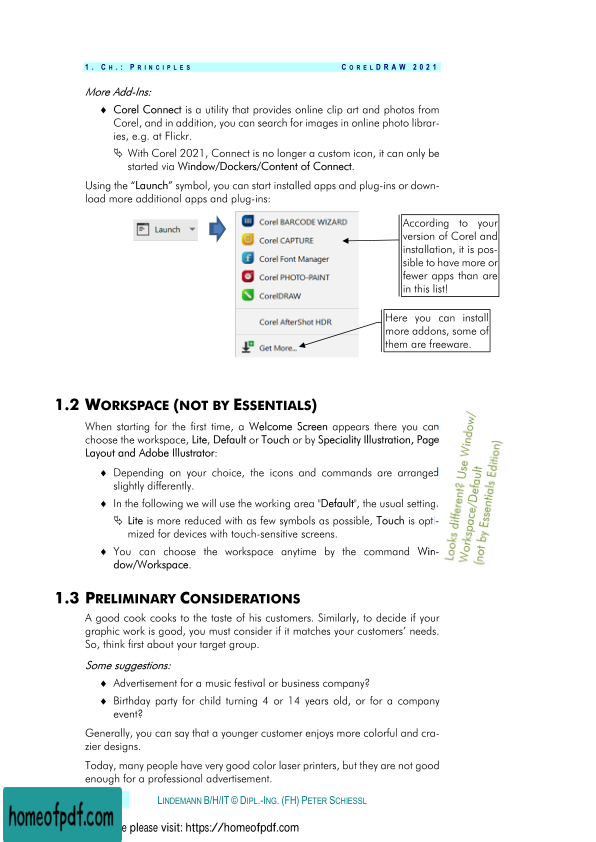 1. CH.: PRINCIPLES CORELDRAW 2021
More Add-Ins:
♦ Corel Connect is a utility that provides online clip art and photos from
Corel, and in addition, you can search for images in online photo librar-
ies, e.g. at Flickr.
With Corel 2021, Connect is no longer a custom icon, it can only be
started via Window/Dockers/Content of Connect.
Using the “Launch” symbol, you can start installed apps and plug-ins or down-
load more additional apps and plug-ins:
Launch
Corel BARCODE WIZARD
Corel CAPTURE
Corel Font Manager
Corel PHOTO-PAINT
CorelDRAW
Corel AfterShot HDR
Get More...
According to your
version of Corel and
installation, it is pos-
sible to have more or
fewer apps than are
in this list!
Here you can install
more addons, some of
them are freeware.
1.2 WORKSPACE (NOT BY ESSENTIALS)
When starting for the first time, a Welcome Screen appears there you can
choose the workspace, Lite, Default or Touch or by Speciality Illustration, Page
Layout and Adobe Illustrator:
♦ Depending on your choice, the icons and commands are arranged
slightly differently.
♦ In the following we will use the working area "Default", the usual setting.
Lite is more reduced with as few symbols as possible, Touch is opti-
mized for devices with touch-sensitive screens.
♦ You can choose the workspace anytime by the command Win-
dow/Workspace.
Looks different? Use Window/
Workspace/Default
(not by Essentials Edition)
1.3 PRELIMINARY CONSIDERATIONS
A good cook cooks to the taste of his customers. Similarly, to decide if your
graphic work is good, you must consider if it matches your customers’ needs.
So, think first about your target group.
Some suggestions:
♦ Advertisement for a music festival or business company?
♦ Birthday party for child turning 4 or 14 years old, or for a company
event?
Generally, you can say that a younger customer enjoys more colorful and cra-
zier designs.
Today, many people have very good color laser printers, but they are not good
enough for a professional advertisement.
LINDEMANN B/H/IT © DIPL.-ING. (FH) PETER SCHIESSL
homeofpdf.com
please visit: https://homeofpdf.com